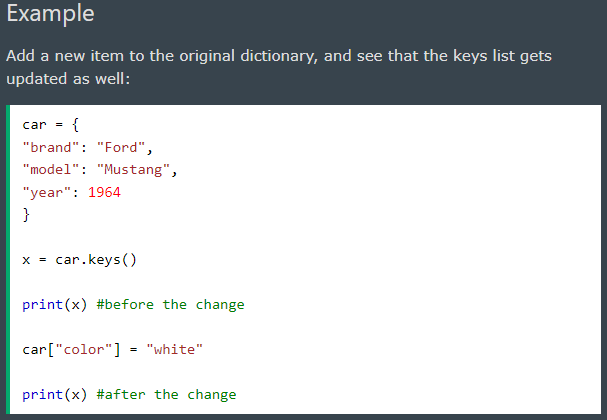 Example
Add a new item to the original dictionary, and see that the keys list gets
updated as well:
car = {
"brand": "Ford",
"model": "Mustang",
"year": 1964
}
x = car.keys()
print(x) #before the change
car["color"] = "white"
print(x) #after the change